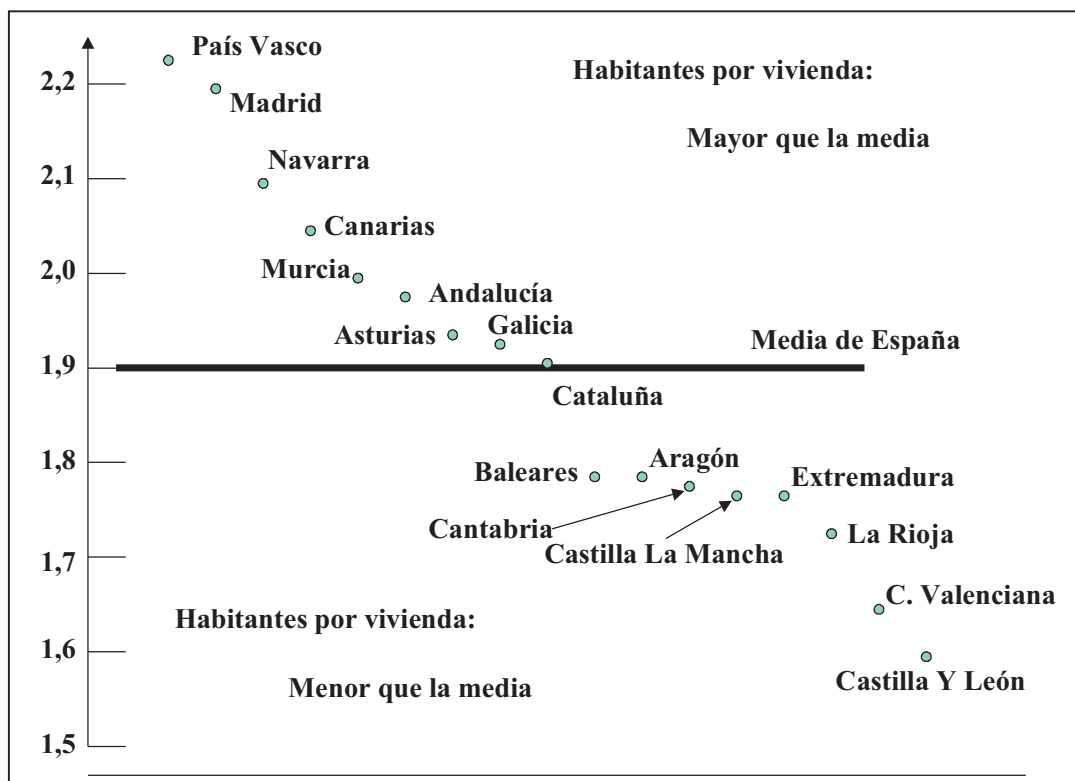 País Vasco
2,2
Habitantes por vivienda:
Madrid
Mayor que la media
Navarra
2,1
Canarias
2,0
Murcia
Andalucía
Asturias
Galicia
Media de España
1,9
Cataluña
1,8
Baleares
Aragón
Extremadura
Cantabria
Castilla La Mancha
La Rioja
1,7
C. Valenciana
Habitantes por vivienda:
1,6
Castilla Y León
Menor que la media
1,5